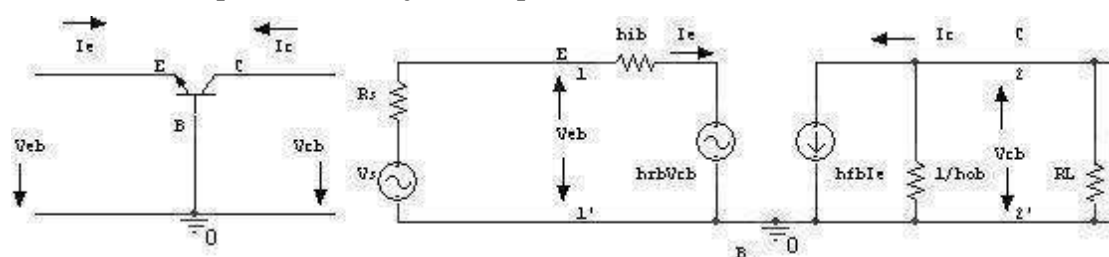 Ie
Ic
E
C
B
Veb
Vcb
0
hib
Ie
E
1
Rs
Veb
Vs
hrbVcb
1'
B
0
Ic
C
2
hfbIe
1/hob
Vcb
RL
2'